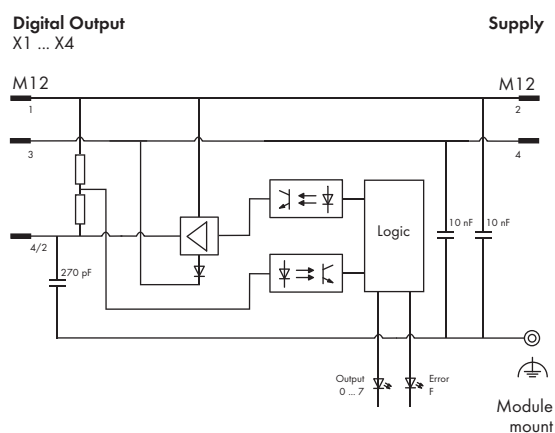 Digital Output
X1 ... X4
Supply
M12
M12
1
2
3
4
4/2
270 pF
Logic
10 nF
10 nF
Output
0 ... 7
Error
F
Module
mount